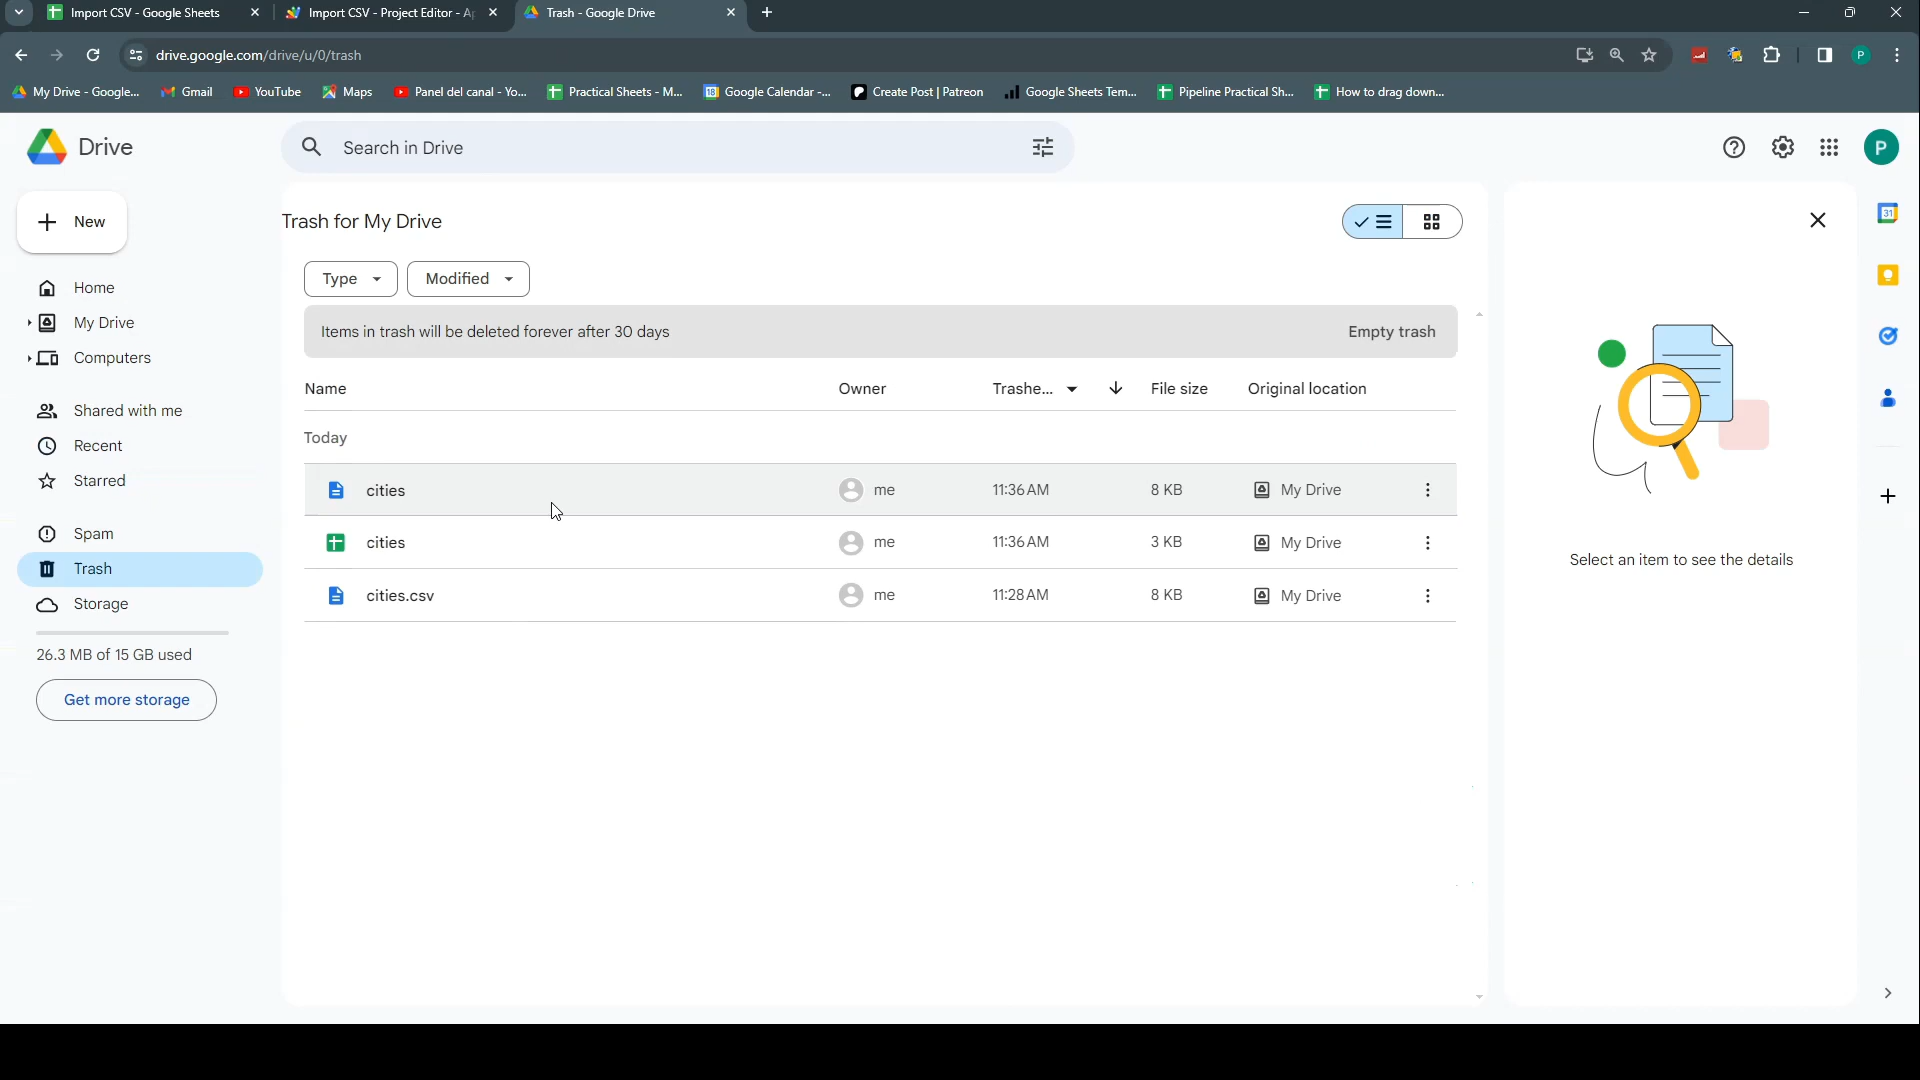 Import CSV - Google Sheets
Import CSV - Project Editor - A
Trash - Google Drive
drive.google.com/drive/u/0/trash
P
My Drive - Google...
Gmail
YouTube
Maps
Panel del canal - Yo...
Practical Sheets - M...
Google Calendar -...
Create Post | Patreon
Google Sheets Tem...
Pipeline Practical Sh...
How to drag down...
Drive
Search in Drive
P
New
Home
My Drive
Computers
Shared with me
Recent
Starred
Spam
Trash
Storage
26.3 MB of 15 GB used
Get more storage
Trash for My Drive
Type
Modified
Items in trash will be deleted forever after 30 days
Empty trash
Name Owner Trashe... File size Original location
Today
cities me 11:36 AM 8 KB My Drive
cities me 11:36 AM 3 KB My Drive
cities.csv me 11:28 AM 8 KB My Drive
Select an item to see the details
31